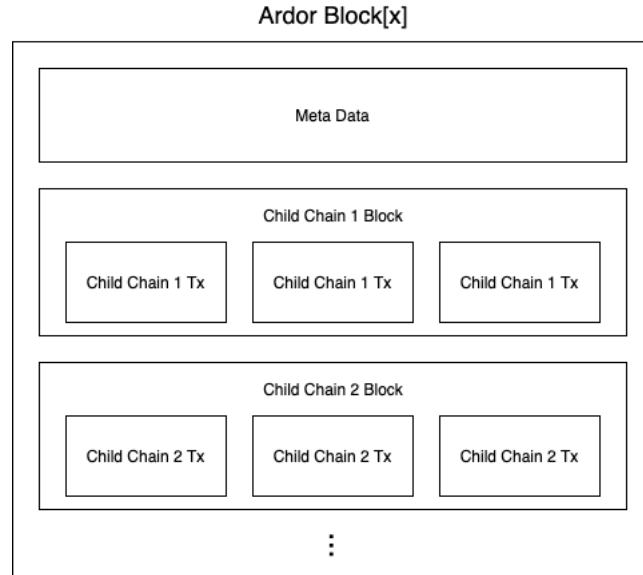 Ardor Block[x]
Meta Data
Child Chain 1 Block
Child Chain 1 Tx Child Chain 1 Tx Child Chain 1 Tx
Child Chain 2 Block
Child Chain 2 Tx Child Chain 2 Tx Child Chain 2 Tx
⋮